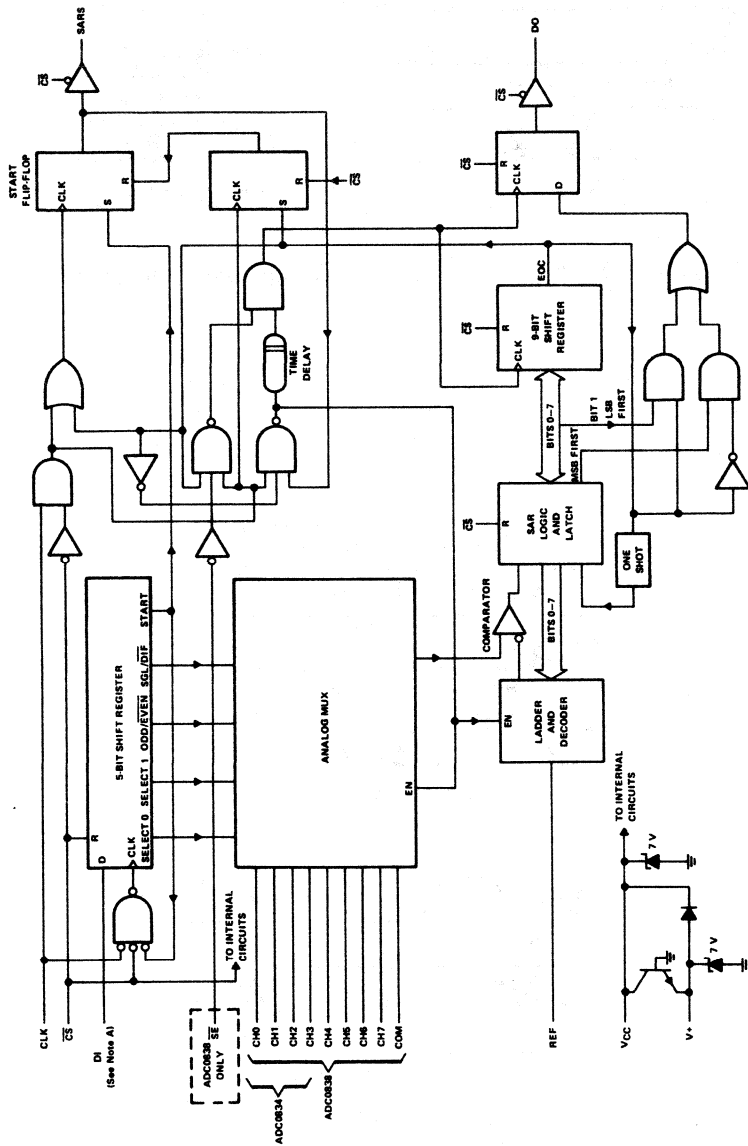 CLK
CS
DI
(See Note A)
ADC0838
ONLY
SE
CH0
CH1
CH2
CH3
CH4
CH5
CH6
CH7
COM
ADC0834
ADC0838
REF
VCC
V+
D
R
CLK
5-BIT SHIFT REGISTER
SELECT 0
SELECT 1
ODD/EVEN
SGL/DIF
START
TO INTERNAL
CIRCUITS
ANALOG MUX
EN
TIME
DELAY
START
FLIP-FLOP
CLK
S
R
CS
SARS
CLK
S
R
CS
COMPARATOR
EN
LADDER
AND
DECODER
BITS 0–7
CS
R
SAR
LOGIC
AND
LATCH
ONE
SHOT
BITS 0–7
MSB FIRST
BIT 1
LSB
FIRST
CS
R
CLK
9-BIT
SHIFT
REGISTER
EOC
CS
R
CLK
D
CS
DO
TO INTERNAL
CIRCUITS
7 V
7 V